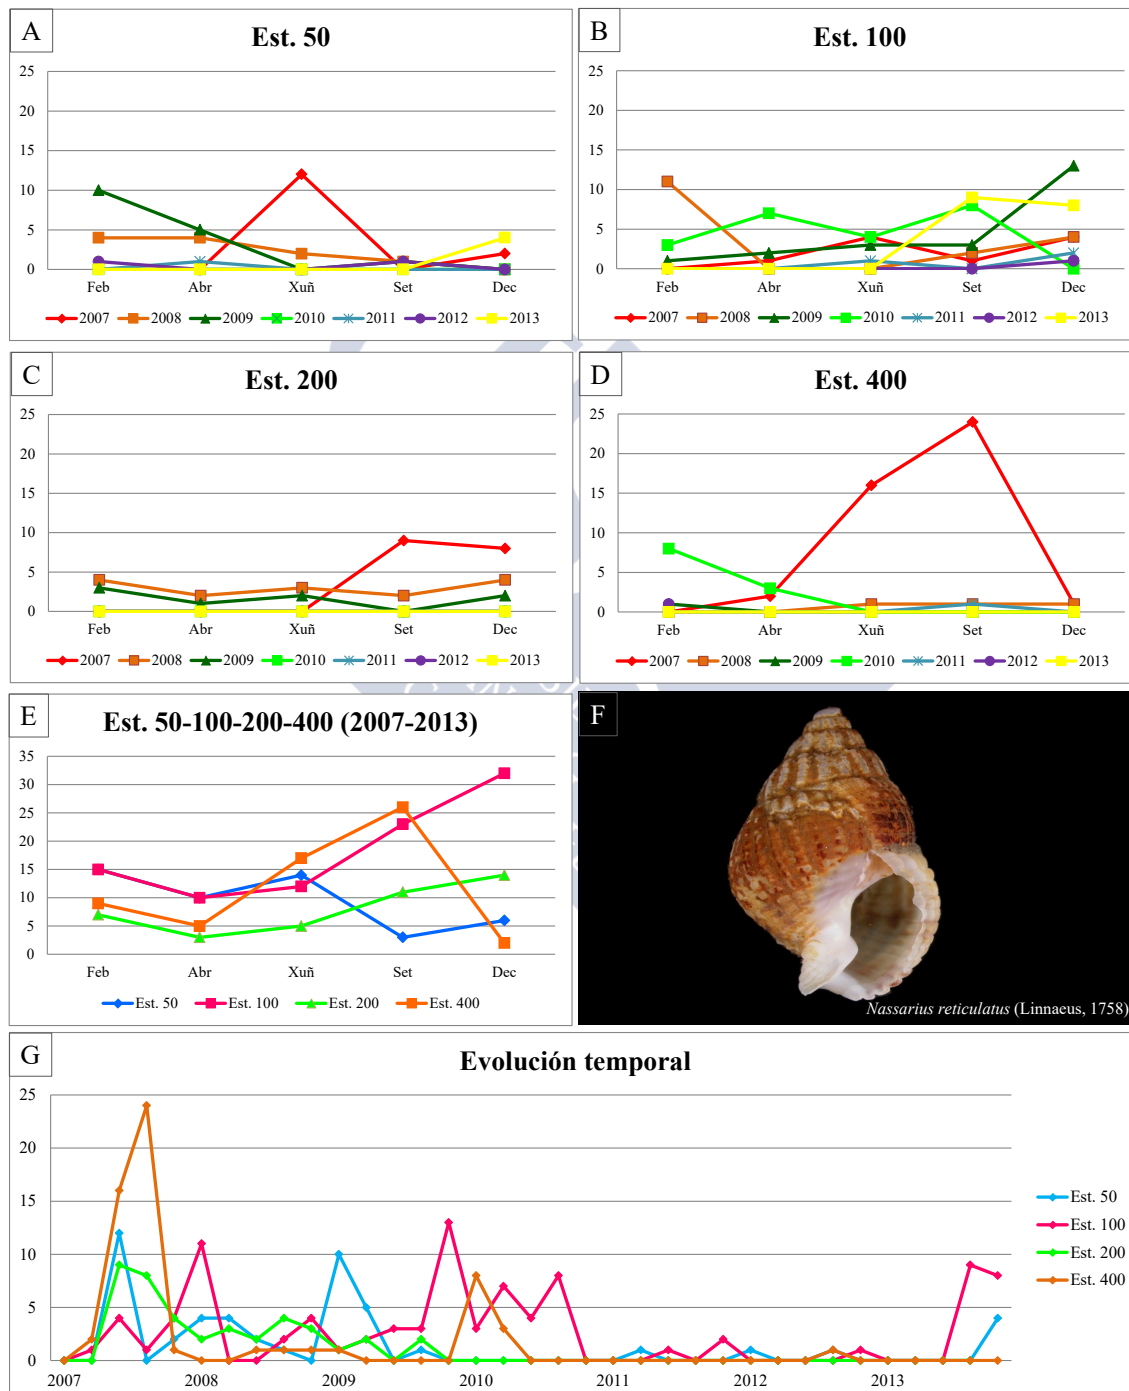 A
Est. 50
25
20
15
10
5
0
Feb Abr Xuñ Set Dec
2007 2008 2009 2010 2011 2012 2013
B
Est. 100
25
20
15
10
5
0
Feb Abr Xuñ Set Dec
2007 2008 2009 2010 2011 2012 2013
C
Est. 200
25
20
15
10
5
0
Feb Abr Xuñ Set Dec
2007 2008 2009 2010 2011 2012 2013
D
Est. 400
25
20
15
10
5
0
Feb Abr Xuñ Set Dec
2007 2008 2009 2010 2011 2012 2013
E
Est. 50-100-200-400 (2007-2013)
35
30
25
20
15
10
5
0
Feb Abr Xuñ Set Dec
Est. 50 Est. 100 Est. 200 Est. 400
F
Nassarius reticulatus (Linnaeus, 1758)
G
Evolución temporal
25
20
15
10
5
0
2007 2008 2009 2010 2011 2012 2013
Est. 50
Est. 100
Est. 200
Est. 400